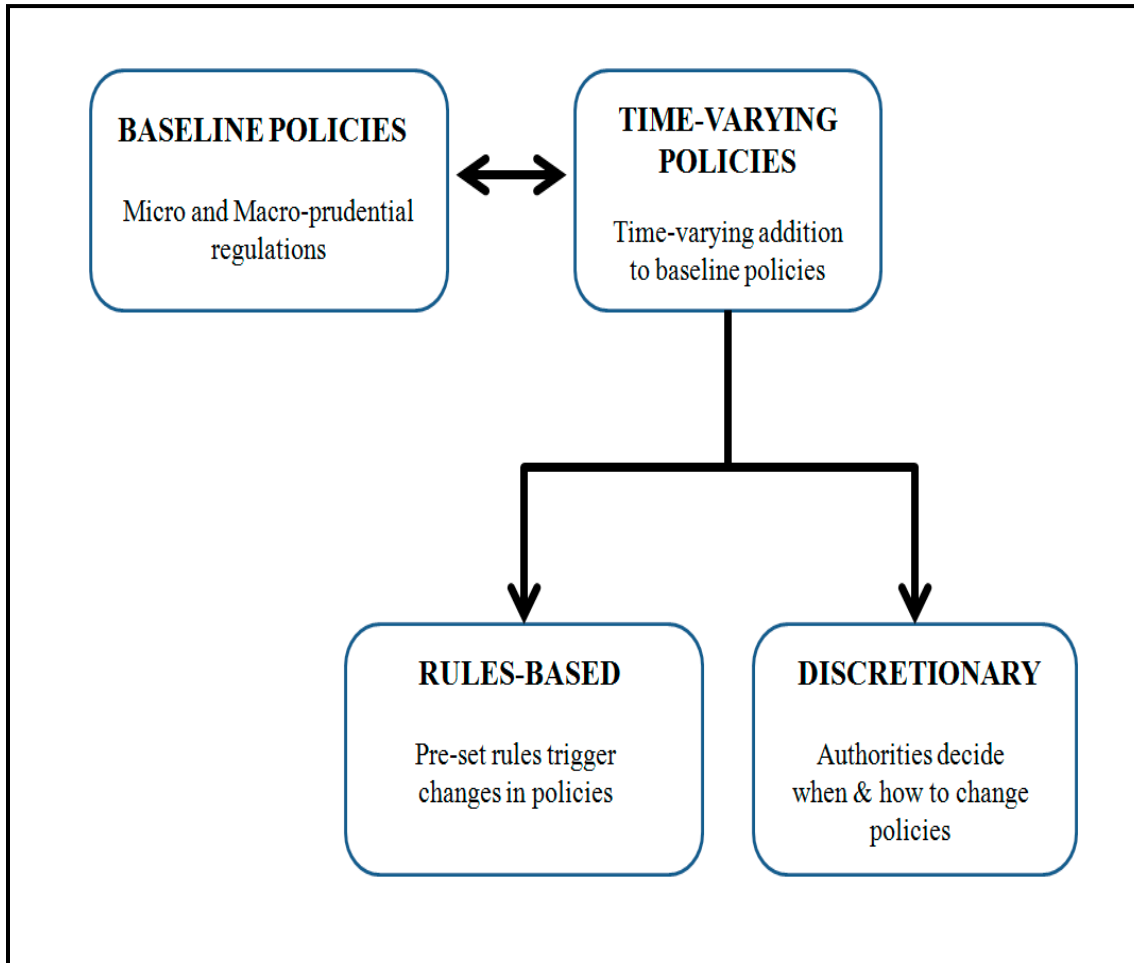 BASELINE POLICIES
Micro and Macro-prudential
regulations
TIME-VARYING
POLICIES
Time-varying addition
to baseline policies
RULES-BASED
Pre-set rules trigger
changes in policies
DISCRETIONARY
Authorities decide
when & how to change
policies